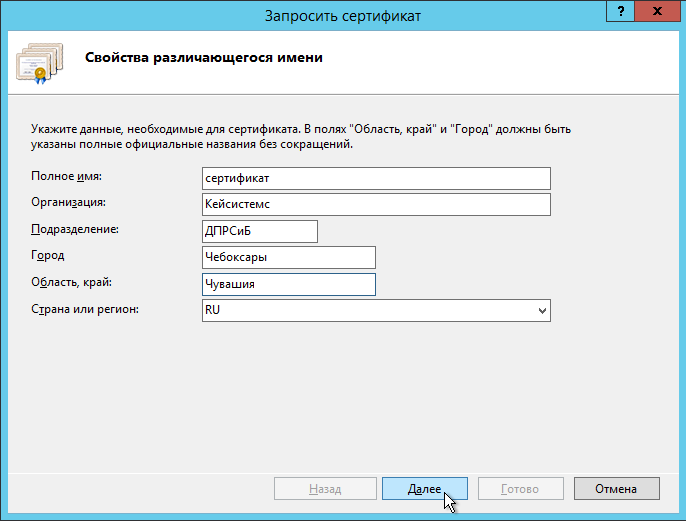 Запросить сертификат
? x
Свойства различающегося имени
Укажите данные, необходимые для сертификата. В полях "Область, край" и "Город" должны быть
указаны полные официальные названия без сокращений.
Полное имя: сертификат
Организация: Кейсистемс
Подразделение: ДПРСиБ
Город Чебоксары
Область, край: Чувашия
Страна или регион: RU
Назад Далее Готово Отмена